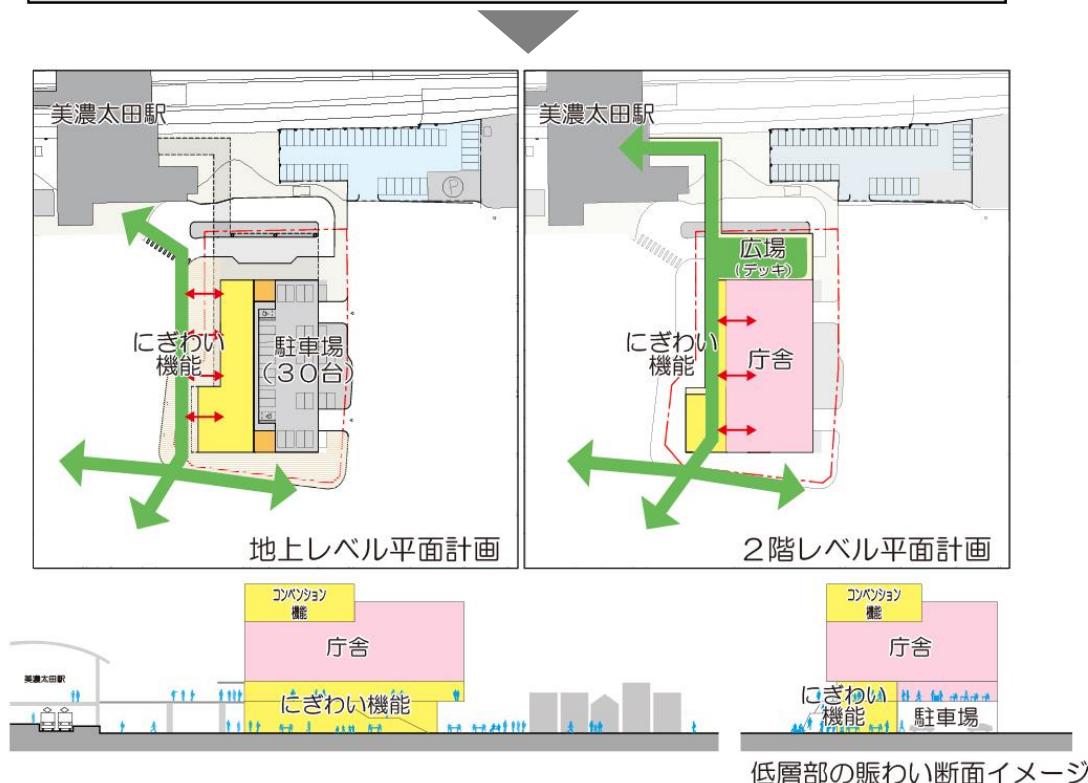 美濃太田駅
P
にぎわい
機能
駐車場
(30台)
地上レベル平面計画
美濃太田駅
広場
(デッキ)
にぎわい
機能
庁舎
2階レベル平面計画
コンベンション
機能
庁舎
美濃太田駅
にぎわい機能
コンベンション
機能
庁舎
にぎわい
機能
駐車場
低層部の賑わい断面イメージ